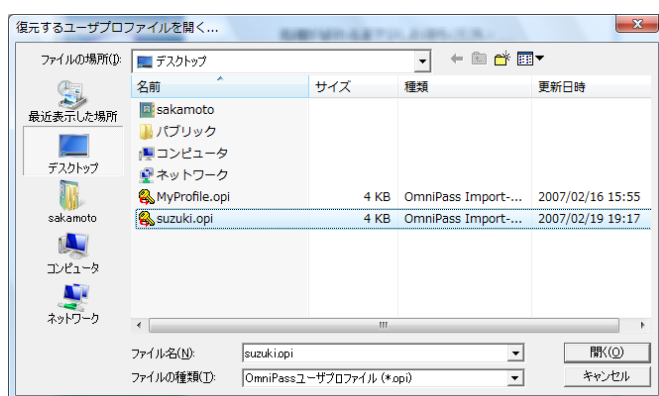 復元するユーザプロファイルを開く...
ファイルの場所(I):
デスクトップ
名前 サイズ 種類 更新日時
最近表示した場所
デスクトップ
sakamoto
コンピュータ
ネットワーク
sakamoto
パブリック
コンピュータ
ネットワーク
MyProfile.opi 4 KB OmniPass Import-... 2007/02/16 15:55
suzuki.opi 4 KB OmniPass Import-... 2007/02/19 19:17
ファイル名(N): suzuki.opi 開く(O)
ファイルの種類(T): OmniPassユーザプロファイル (*.opi) キャンセル